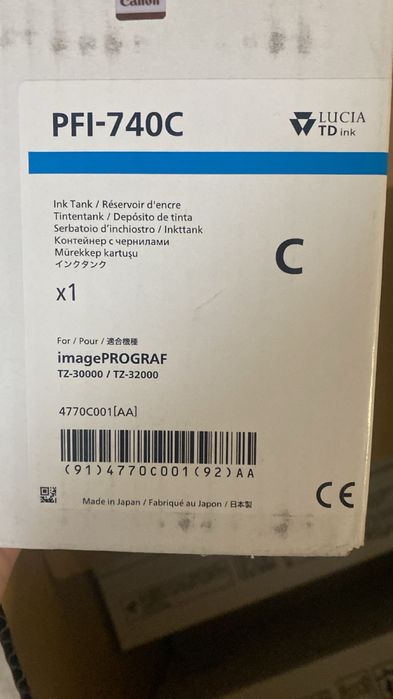 Canon
PFI-740C
LUCIA
TD ink
Ink Tank / Réservoir d'encre
Tintentank / Depósito de tinta
Serbatoio d'inchiostro / Inkttank
Контейнер с чернилами
Mürekkep kartuşu
インクタンク
C
x1
For / Pour / 適合機種
imagePROGRAF
TZ-30000 / TZ-32000
4770C001[AA]
(91)4770C001(92)AA
CE
Made in Japan / Fabriqué au Japon / 日本製